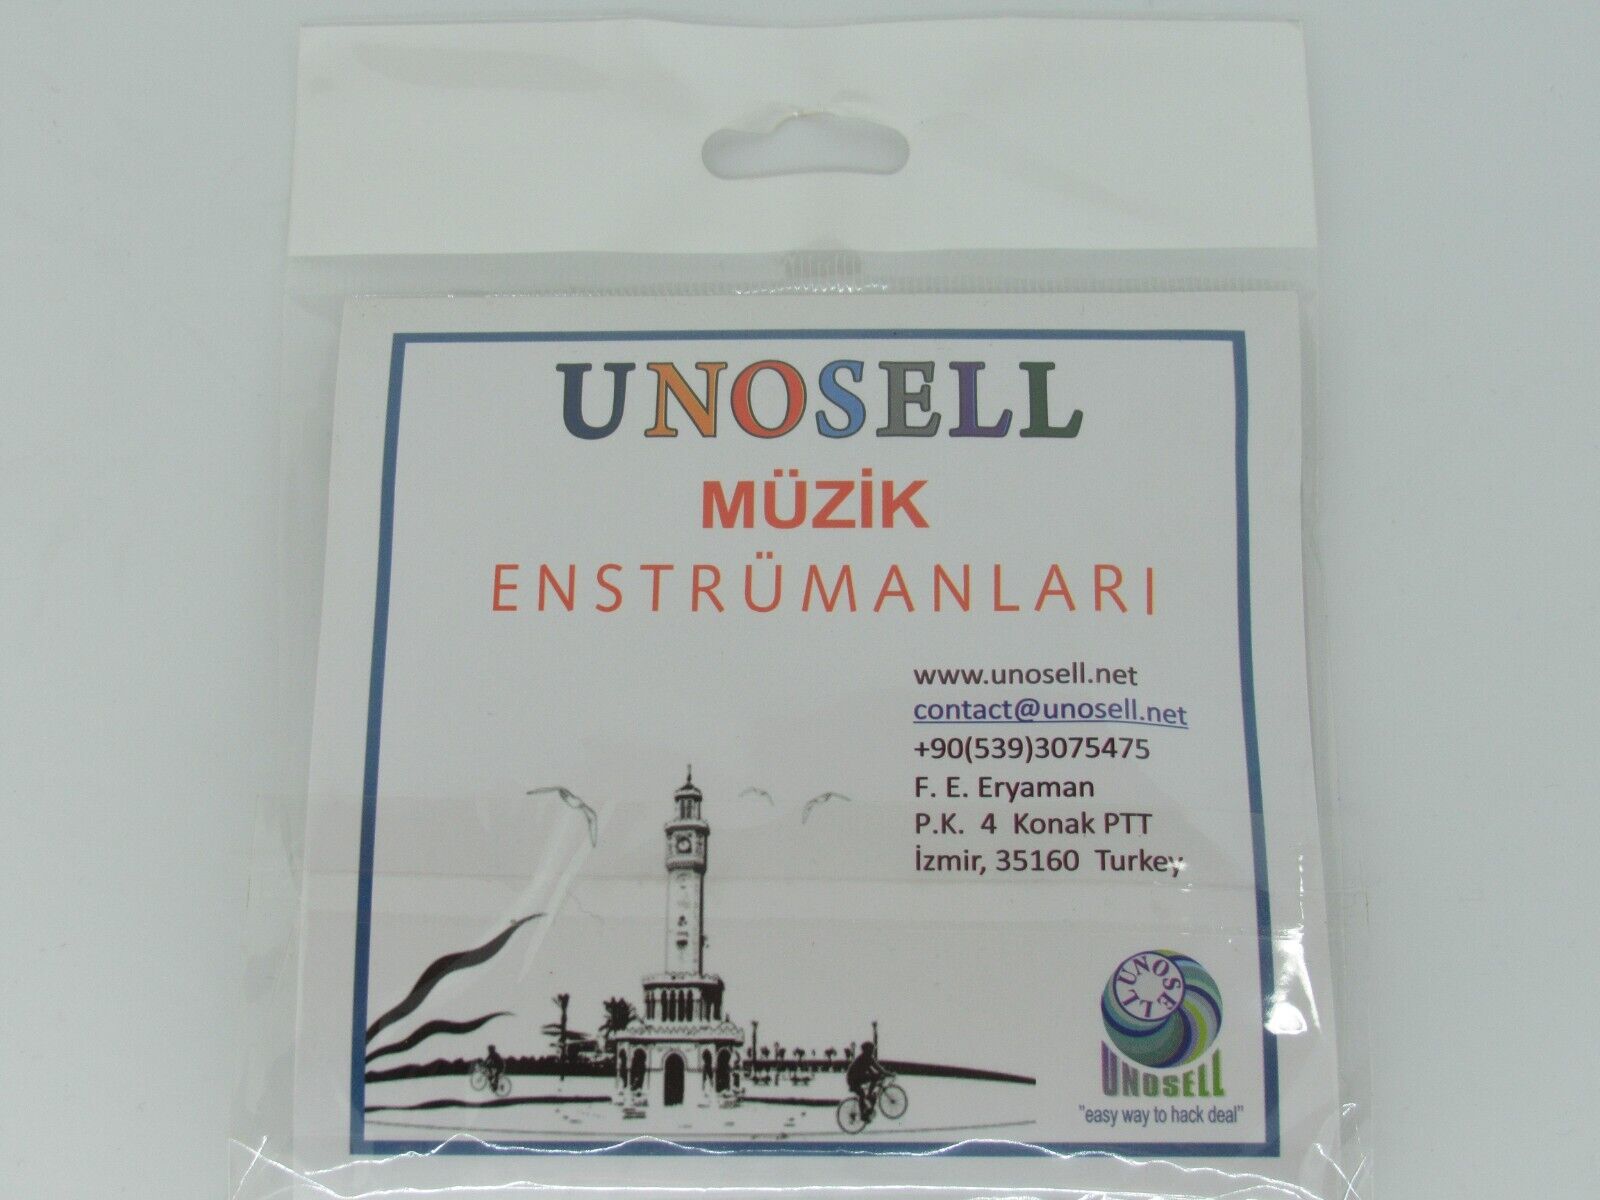 UNOSELL
MÜZİK
ENSTRÜMANLARI
www.unosell.net
contact@unosell.net
+90(539)3075475
F. E. Eryaman
P.K. 4 Konak PTT
İzmir, 35160 Turkey
UNOSELL
UNOSELL
"easy way to hack deal"